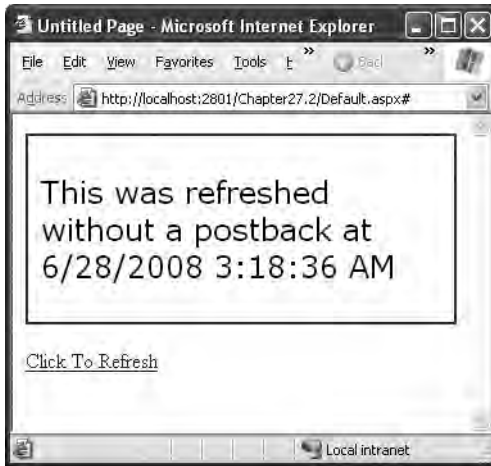 Untitled Page - Microsoft Internet Explorer
File Edit View Favorites Tools »  Back »
Address http://localhost:2801/Chapter27.2/Default.aspx#
This was refreshed
without a postback at
6/28/2008 3:18:36 AM
Click To Refresh
Local intranet